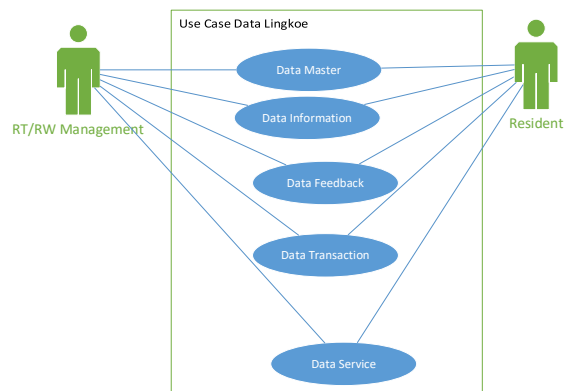 Use Case Data Lingkoe
Data Master
Data Information
RT/RW Management
Resident
Data Feedback
Data Transaction
Data Service